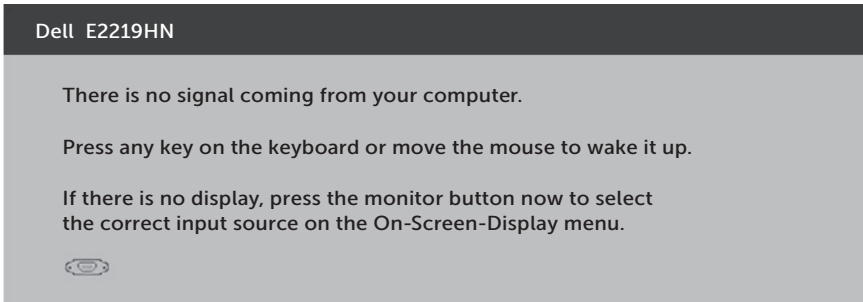 Dell E2219HN
There is no signal coming from your computer.
Press any key on the keyboard or move the mouse to wake it up.
If there is no display, press the monitor button now to select
the correct input source on the On-Screen-Display menu.